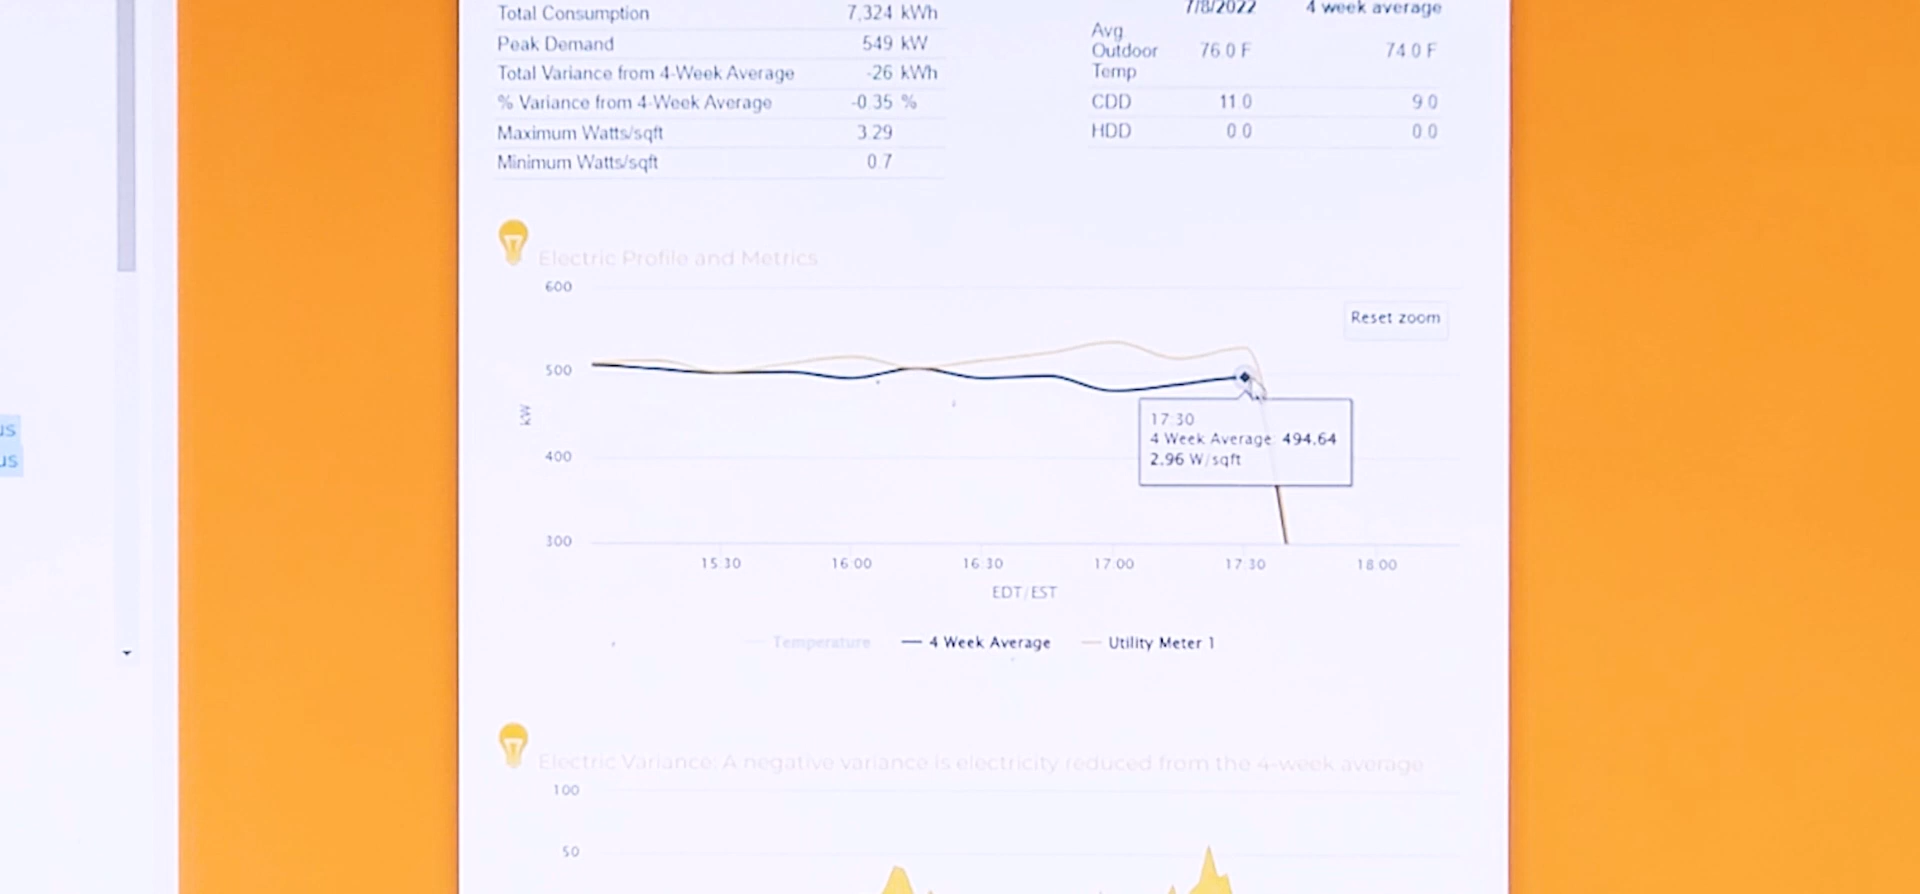 Total Consumption 7,324 kWh
Peak Demand 549 kW
Total Variance from 4-Week Average -26 kWh
% Variance from 4-Week Average -0.35 %
Maximum Watts/sqft 3.29
Minimum Watts/sqft 0.7
7/8/2022 4 week average
Avg
Outdoor 76.0 F 74.0 F
Temp
CDD 11.0 9.0
HDD 0.0 0.0
Electric Profile and Metrics
600
Reset zoom
500
kW
17:30
4 Week Average: 494.64
2.96 W/sqft
400
300
15:30 16:00 16:30 17:00 17:30 18:00
EDT/EST
Temperature 4 Week Average Utility Meter 1
Electric Variance: A negative variance is electricity reduced from the 4-week average
100
50
us
us